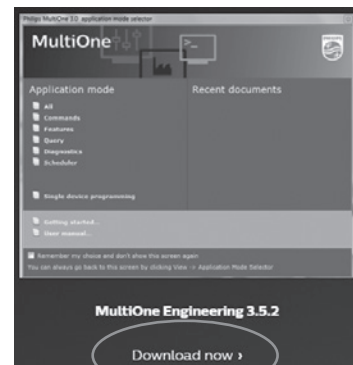 Philips MultiOne 3.0 application mode selector
MultiOne
PHILIPS
Application mode
Recent documents
All
Commands
Features
Query
Diagnostics
Scheduler
Single device programming
Getting started...
User manual...
Remember my choice and don't show this screen again
You can always go back to this screen by clicking View -> Application Mode Selector
MultiOne Engineering 3.5.2
Download now ›